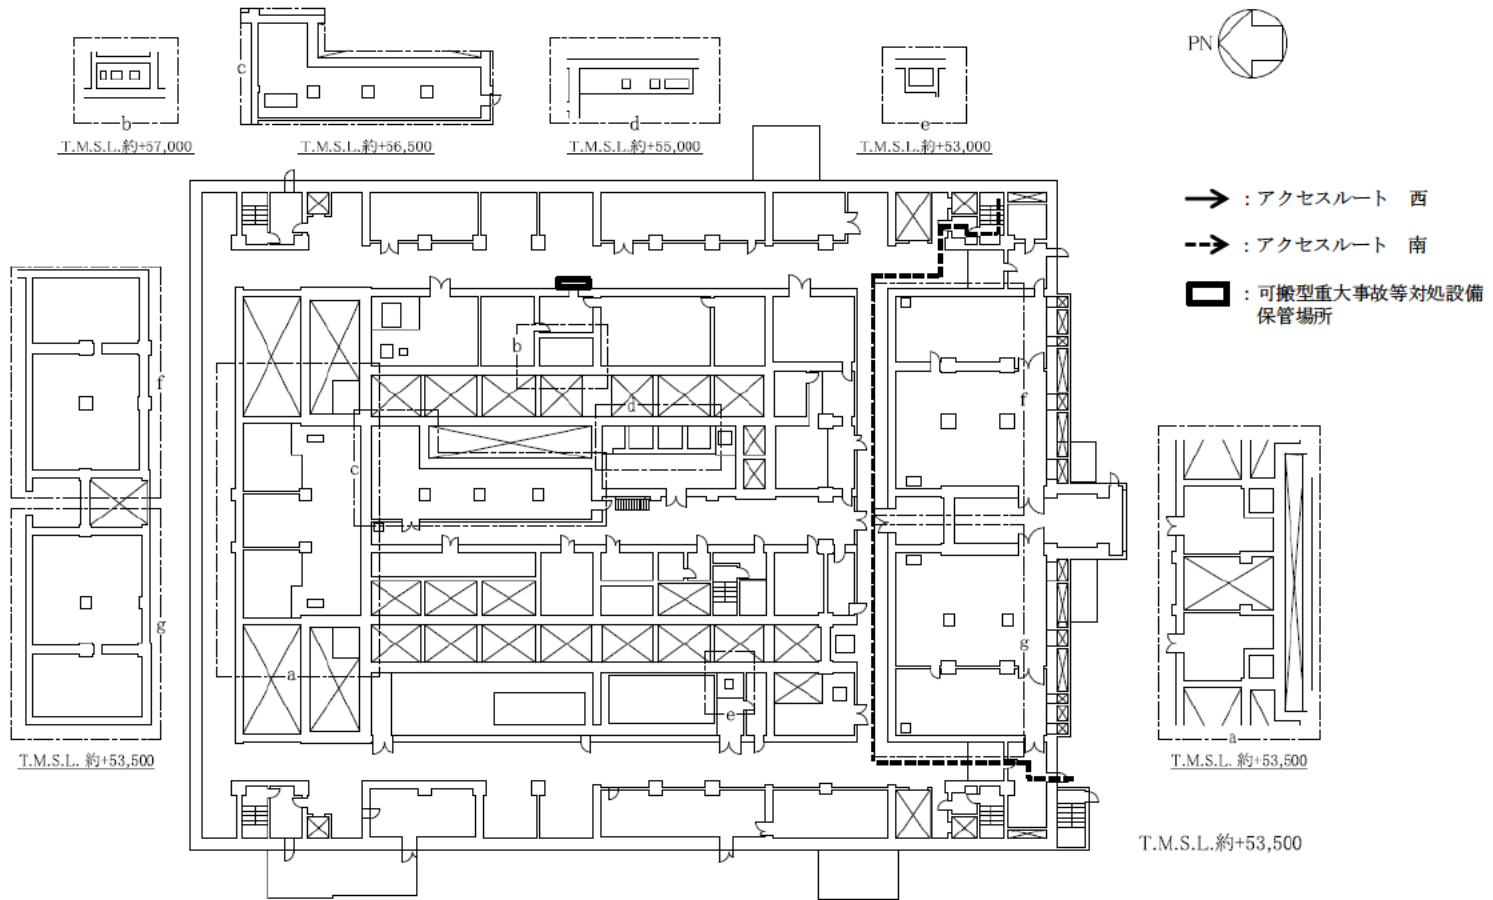 b
T.M.S.L.約+57,000
c
T.M.S.L.約+56,500
d
T.M.S.L.約+55,000
e
T.M.S.L.約+53,000
PN
：アクセスルート　西
：アクセスルート　南
：可搬型重大事故等対処設備
保管場所
f
g
T.M.S.L. 約+53,500
b
d
c
a
e
f
g
a
T.M.S.L. 約+53,500
T.M.S.L.約+53,500